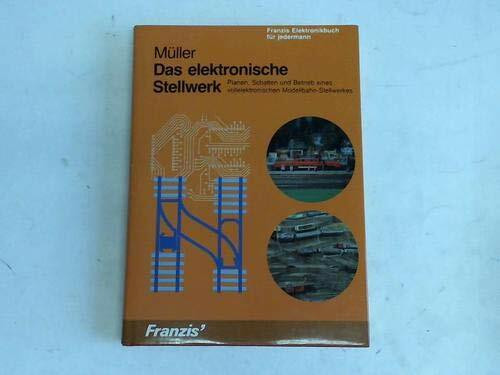 Franzis Elektronikbuch
für jedermann
Müller
Das elektronische
Stellwerk
Planen, Schalten und Betrieb eines
vollelektronischen Modellbahn-Stellwerkes
Franzis'